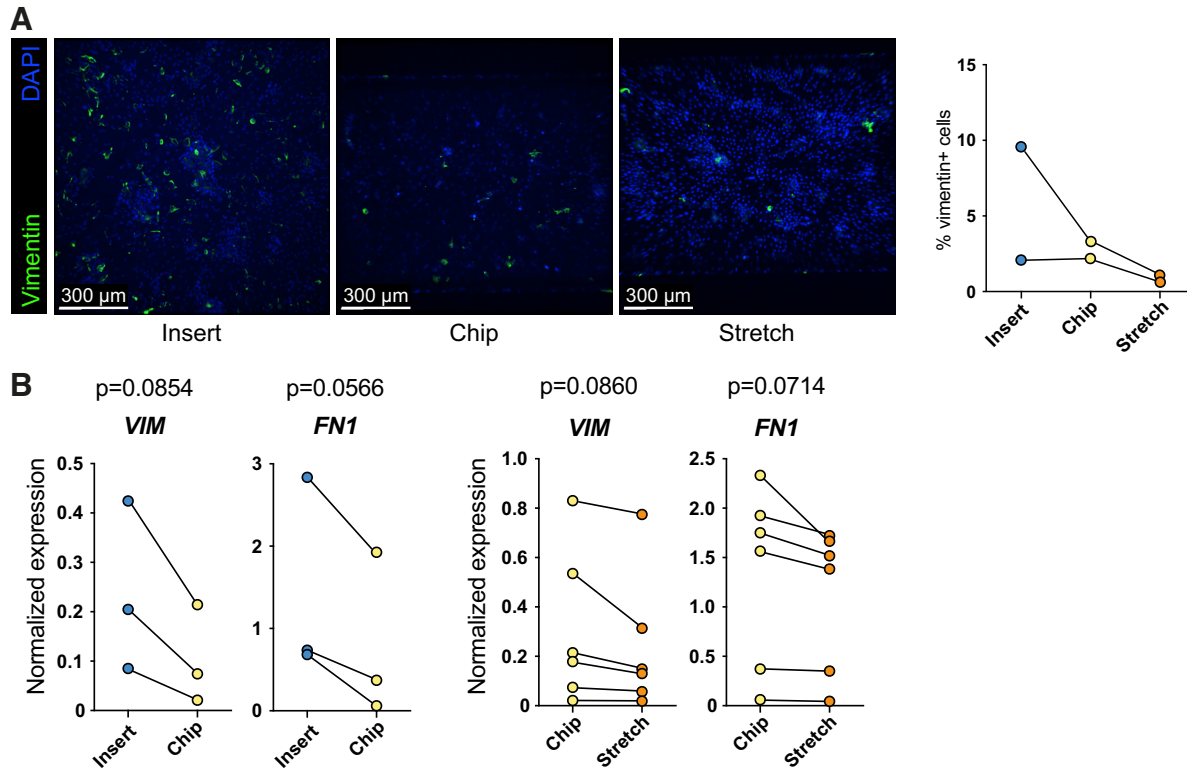 A
Vimentin DAPI
300 µm
300 µm
300 µm
Insert
Chip
Stretch
% vimentin+ cells
15
10
5
0
Insert
Chip
Stretch
B
p=0.0854
VIM
Normalized expression
0.5
0.4
0.3
0.2
0.1
0
Insert
Chip
p=0.0566
FN1
3
2
1
0
Insert
Chip
p=0.0860
VIM
Normalized expression
1.0
0.8
0.6
0.4
0.2
0
Chip
Stretch
p=0.0714
FN1
2.5
2.0
1.5
1.0
0.5
0
Chip
Stretch